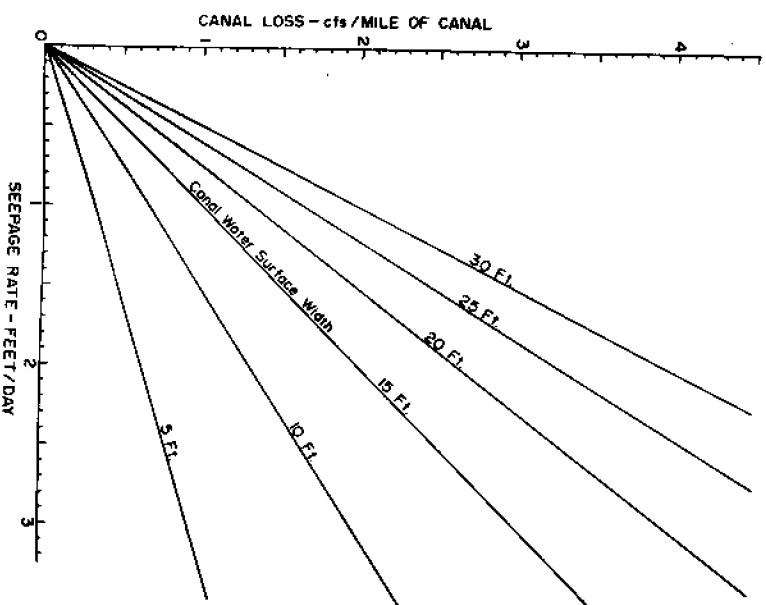 CANAL LOSS – cfs/MILE OF CANAL
0
1
2
3
4
SEEPAGE RATE – FEET/DAY
2
3
Canal Water Surface Width
30 Ft.
25 Ft.
20 Ft.
15 Ft.
10 Ft.
5 Ft.